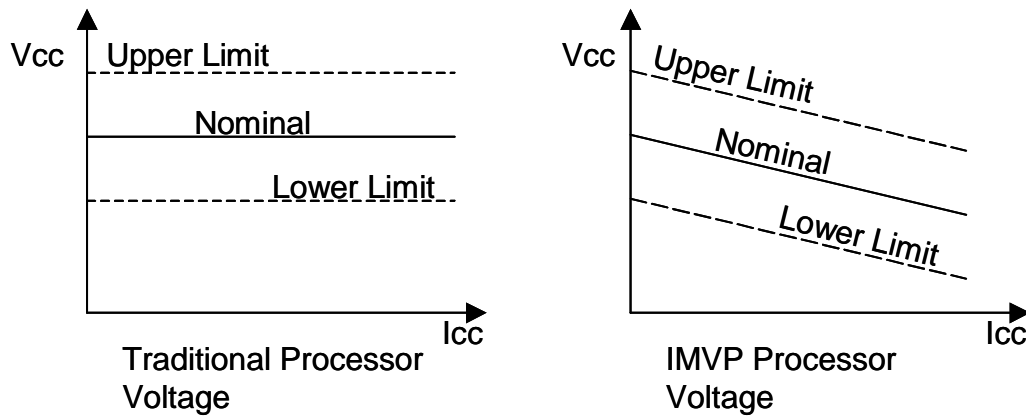 Vcc
Upper Limit
Nominal
Lower Limit
Icc
Traditional Processor
Voltage
Vcc
Upper Limit
Nominal
Lower Limit
Icc
IMVP Processor
Voltage